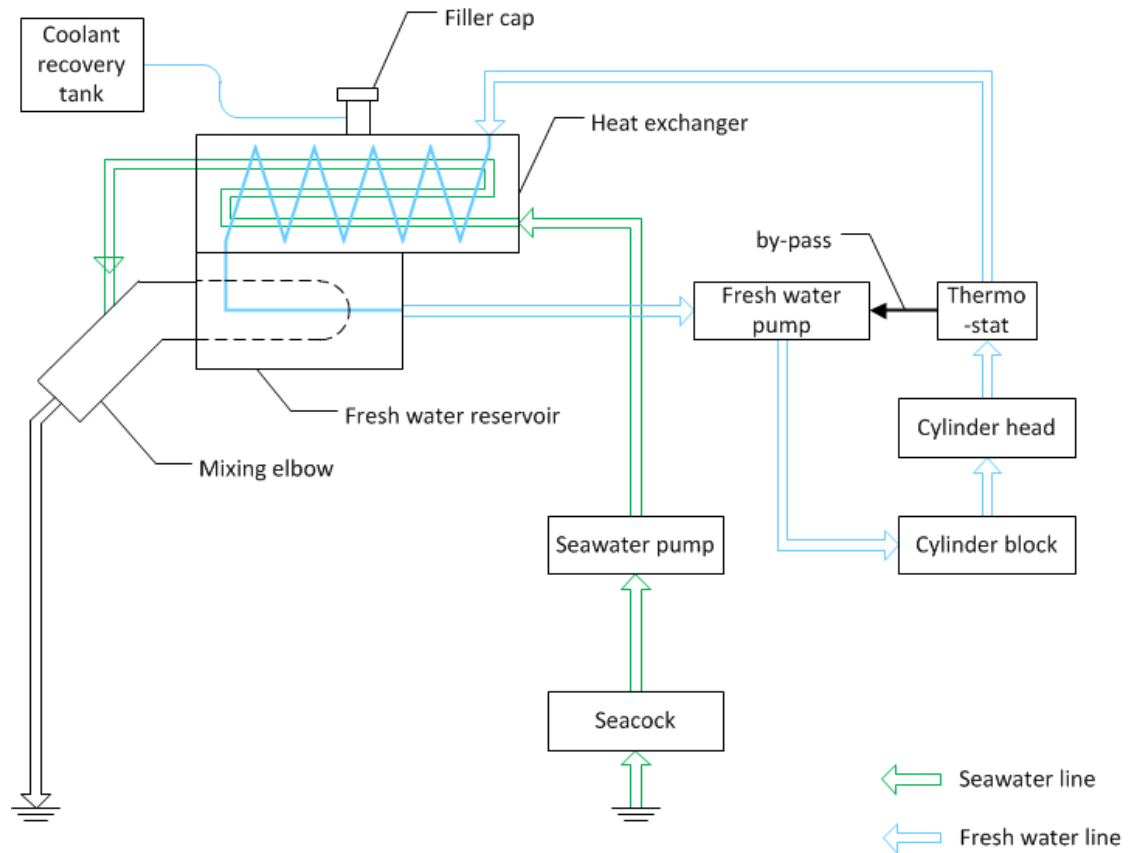 Filler cap
Coolant
recovery
tank
Heat exchanger
by-pass
Fresh water
pump
Thermo
-stat
Fresh water reservoir
Cylinder head
Mixing elbow
Seawater pump
Cylinder block
Seacock
Seawater line
Fresh water line